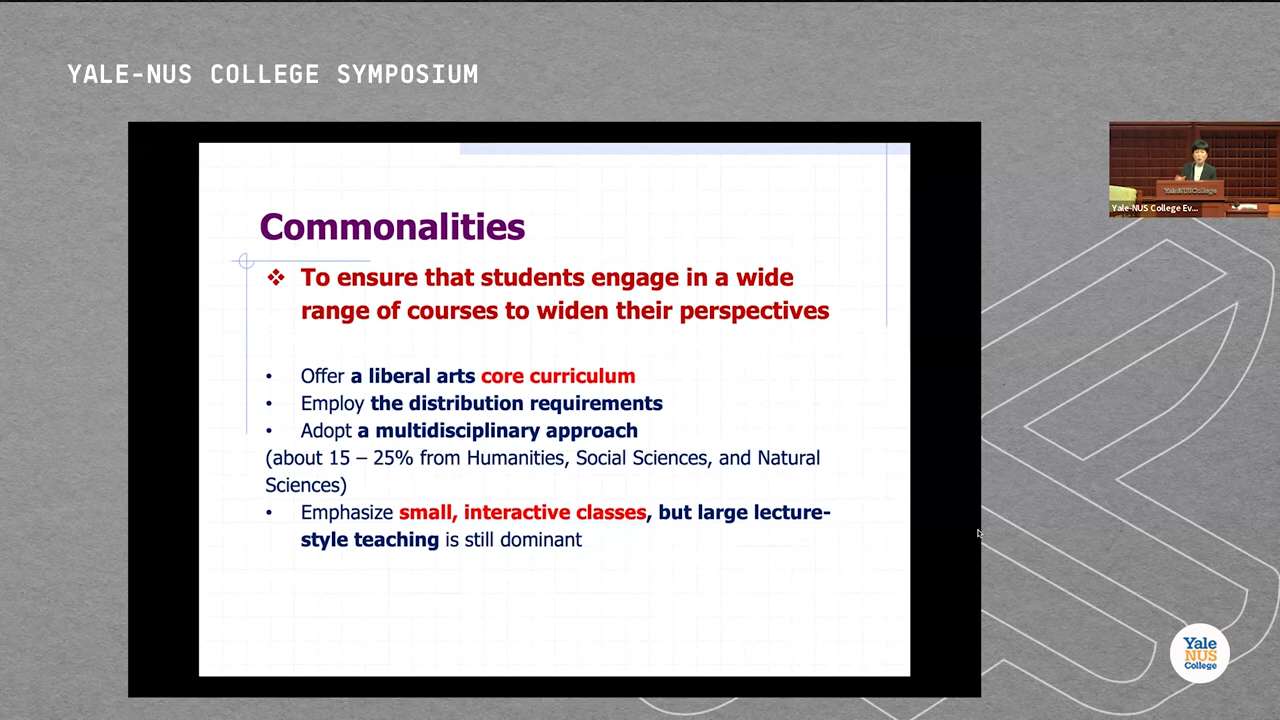 YALE-NUS COLLEGE SYMPOSIUM
Commonalities
❖ To ensure that students engage in a wide
range of courses to widen their perspectives
• Offer a liberal arts core curriculum
• Employ the distribution requirements
• Adopt a multidisciplinary approach
(about 15 – 25% from Humanities, Social Sciences, and Natural
Sciences)
• Emphasize small, interactive classes, but large lecture-
style teaching is still dominant
YaleNUSCollege
Yale-NUS College Ev...
Yale
NUS
College